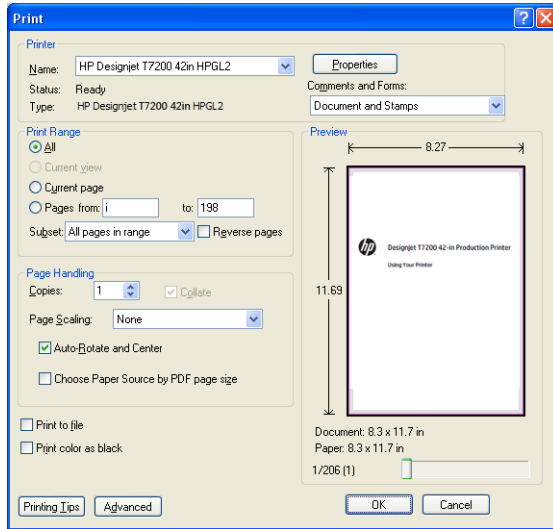 Print
Printer
Name: HP Designjet T7200 42in HPGL2
Properties
Status: Ready
Comments and Forms:
Type: HP Designjet T7200 42in HPGL2
Document and Stamps
Print Range
All
Current view
Current page
Pages from: i to: 198
Subset: All pages in range Reverse pages
Page Handling
Copies: 1 Collate
Page Scaling: None
Auto-Rotate and Center
Choose Paper Source by PDF page size
Print to file
Print color as black
Preview
8.27
11.69
hp
Designjet T7200 42-in Production Printer
Using Your Printer
Document: 8.3 x 11.7 in
Paper: 8.3 x 11.7 in
1/206 (1)
Printing Tips Advanced OK Cancel